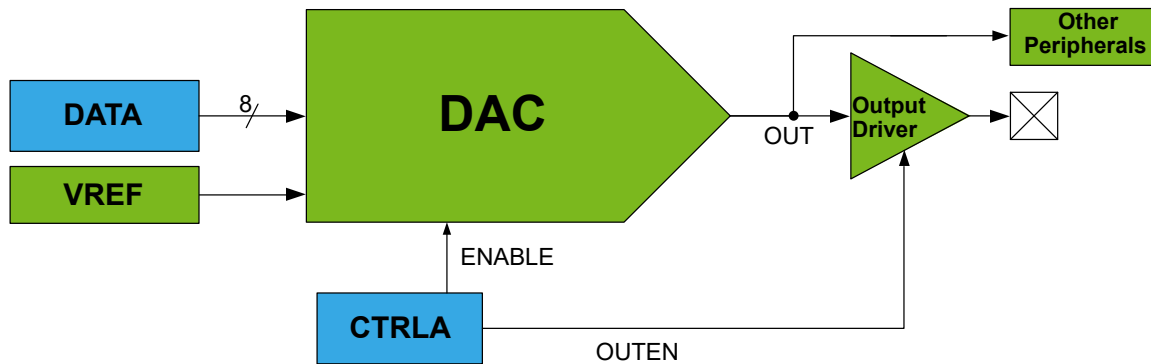 Other
Peripherals
8
DATA
DAC
Output
Driver
OUT
VREF
ENABLE
CTRLA
OUTEN